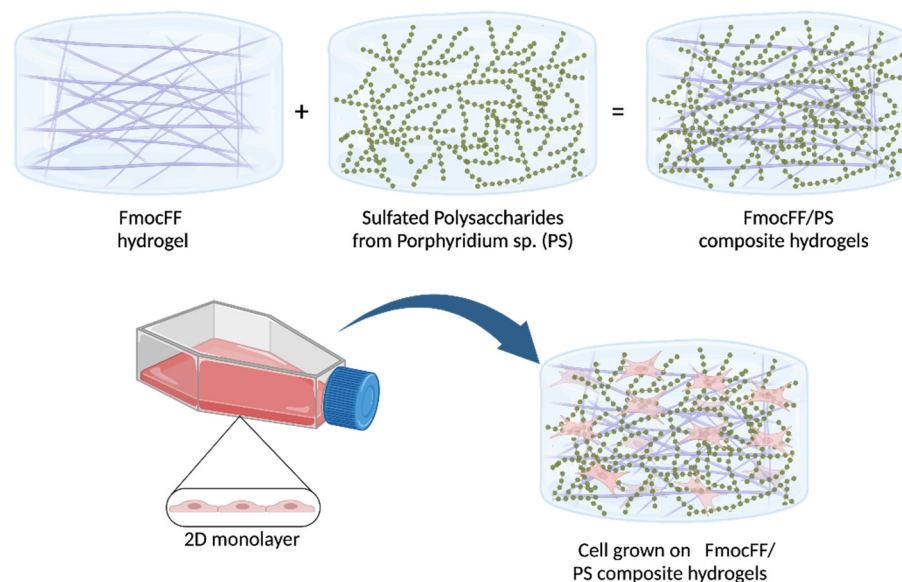 +
=
FmocFF
hydrogel
Sulfated Polysaccharides
from Porphyridium sp. (PS)
FmocFF/PS
composite hydrogels
2D monolayer
Cell grown on FmocFF/
PS composite hydrogels